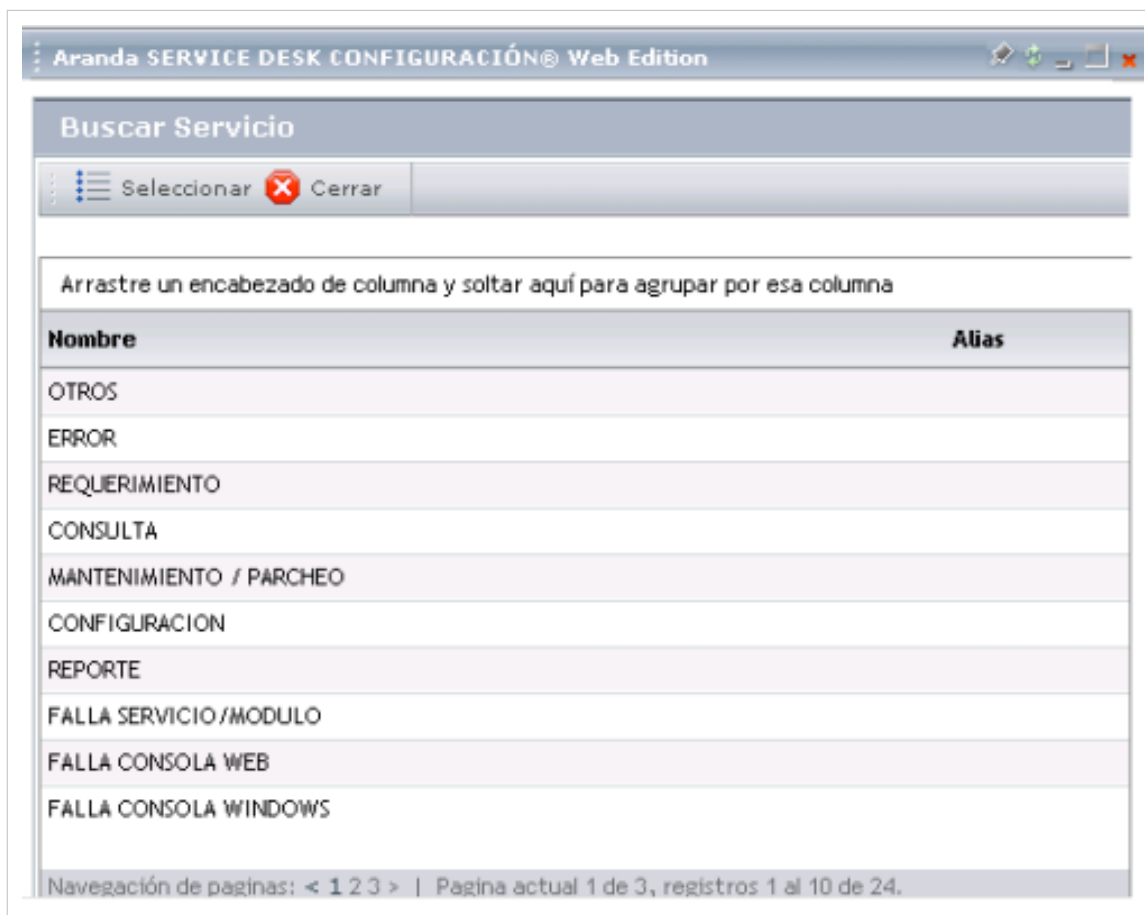 Aranda SERVICE DESK CONFIGURACIÓN® Web Edition
Buscar Servicio
Seleccionar Cerrar
Arrastre un encabezado de columna y soltar aquí para agrupar por esa columna
Nombre Alias
OTROS
ERROR
REQUERIMIENTO
CONSULTA
MANTENIMIENTO / PARCHEO
CONFIGURACION
REPORTE
FALLA SERVICIO/MODULO
FALLA CONSOLA WEB
FALLA CONSOLA WINDOWS
Navegación de paginas: < 1 2 3 > | Pagina actual 1 de 3, registros 1 al 10 de 24.